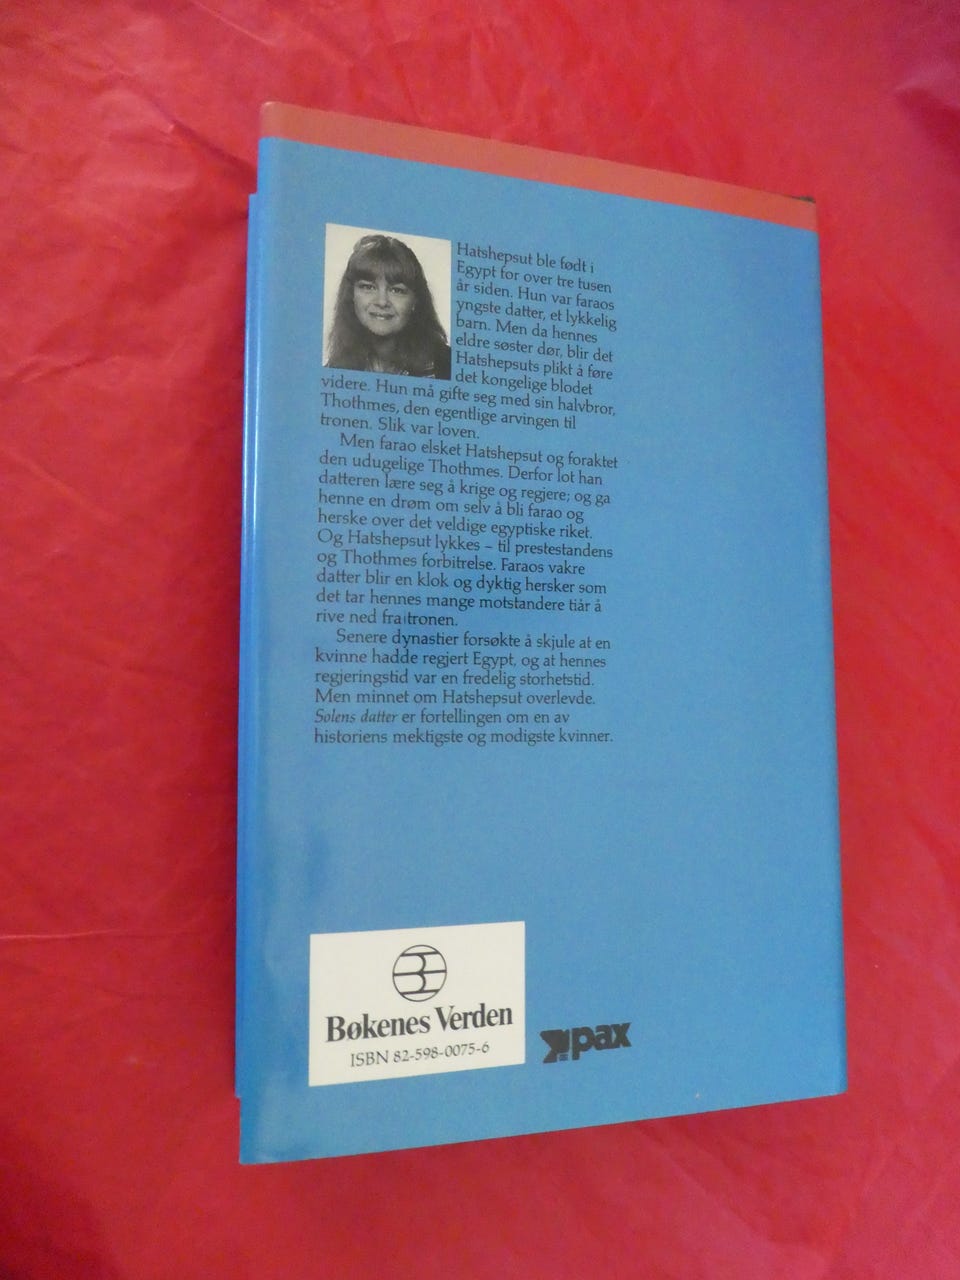 Hatshepsut ble født i
Egypt for over tre tusen
år siden. Hun var faraos
yngste datter, et lykkelig
barn. Men da hennes
eldre søster dør, blir det
Hatshepsuts plikt å føre
det kongelige blodet
videre. Hun må gifte seg med sin halvbror,
Thothmes, den egentlige arvingen til
tronen. Slik var loven.
Men farao elsket Hatshepsut og foraktet
den udugelige Thothmes. Derfor lot han
datteren lære seg å krige og regjere; og ga
henne en drøm om selv å bli farao og
herske over det veldige egyptiske riket.
Og Hatshepsut lykkes – til prestestandens
og Thothmes forbitrelse. Faraos vakre
datter blir en klok og dyktig hersker som
det tar hennes mange motstandere tiår å
rive ned fra tronen.
Senere dynastier forsøkte å skjule at en
kvinne hadde regjert Egypt, og at hennes
regjeringstid var en fredelig storhetstid.
Men minnet om Hatshepsut overlevde.
Solens datter er fortellingen om en av
historiens mektigste og modigste kvinner.
Bøkenes Verden
ISBN 82-598-0075-6
pax